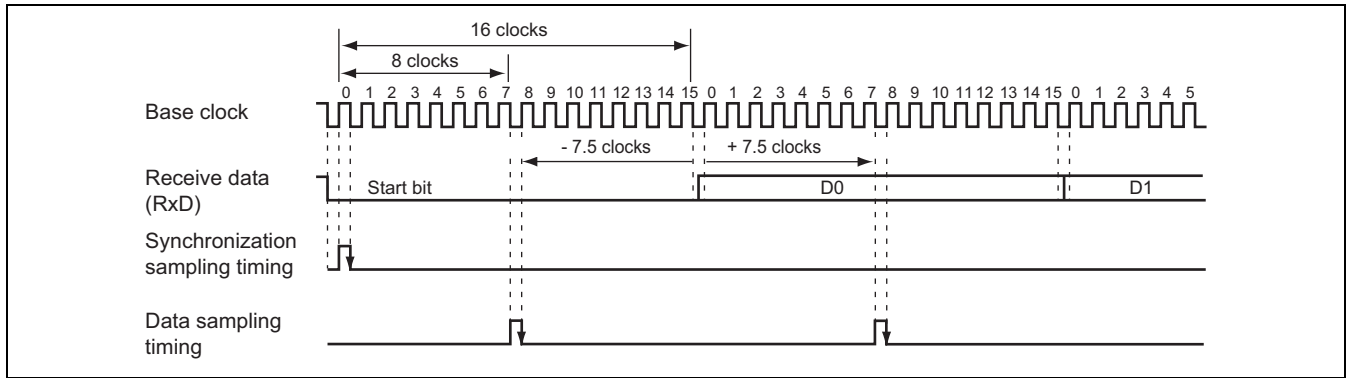 16 clocks
8 clocks
Base clock
0 1 2 3 4 5 6 7 8 9 10 11 12 13 14 15 0 1 2 3 4 5 6 7 8 9 10 11 12 13 14 15 0 1 2 3 4 5
- 7.5 clocks + 7.5 clocks
Receive data
(RxD)
Start bit D0 D1
Synchronization
sampling timing
Data sampling
timing